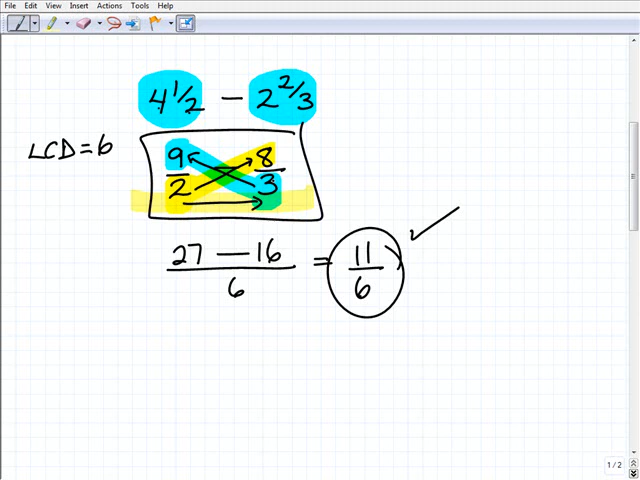 File Edit View Insert Actions Tools Help
4 1/2 − 2 2/3
LCD=6
9/2 − 8/3
27 − 16
6
= 11/6
1 / 2